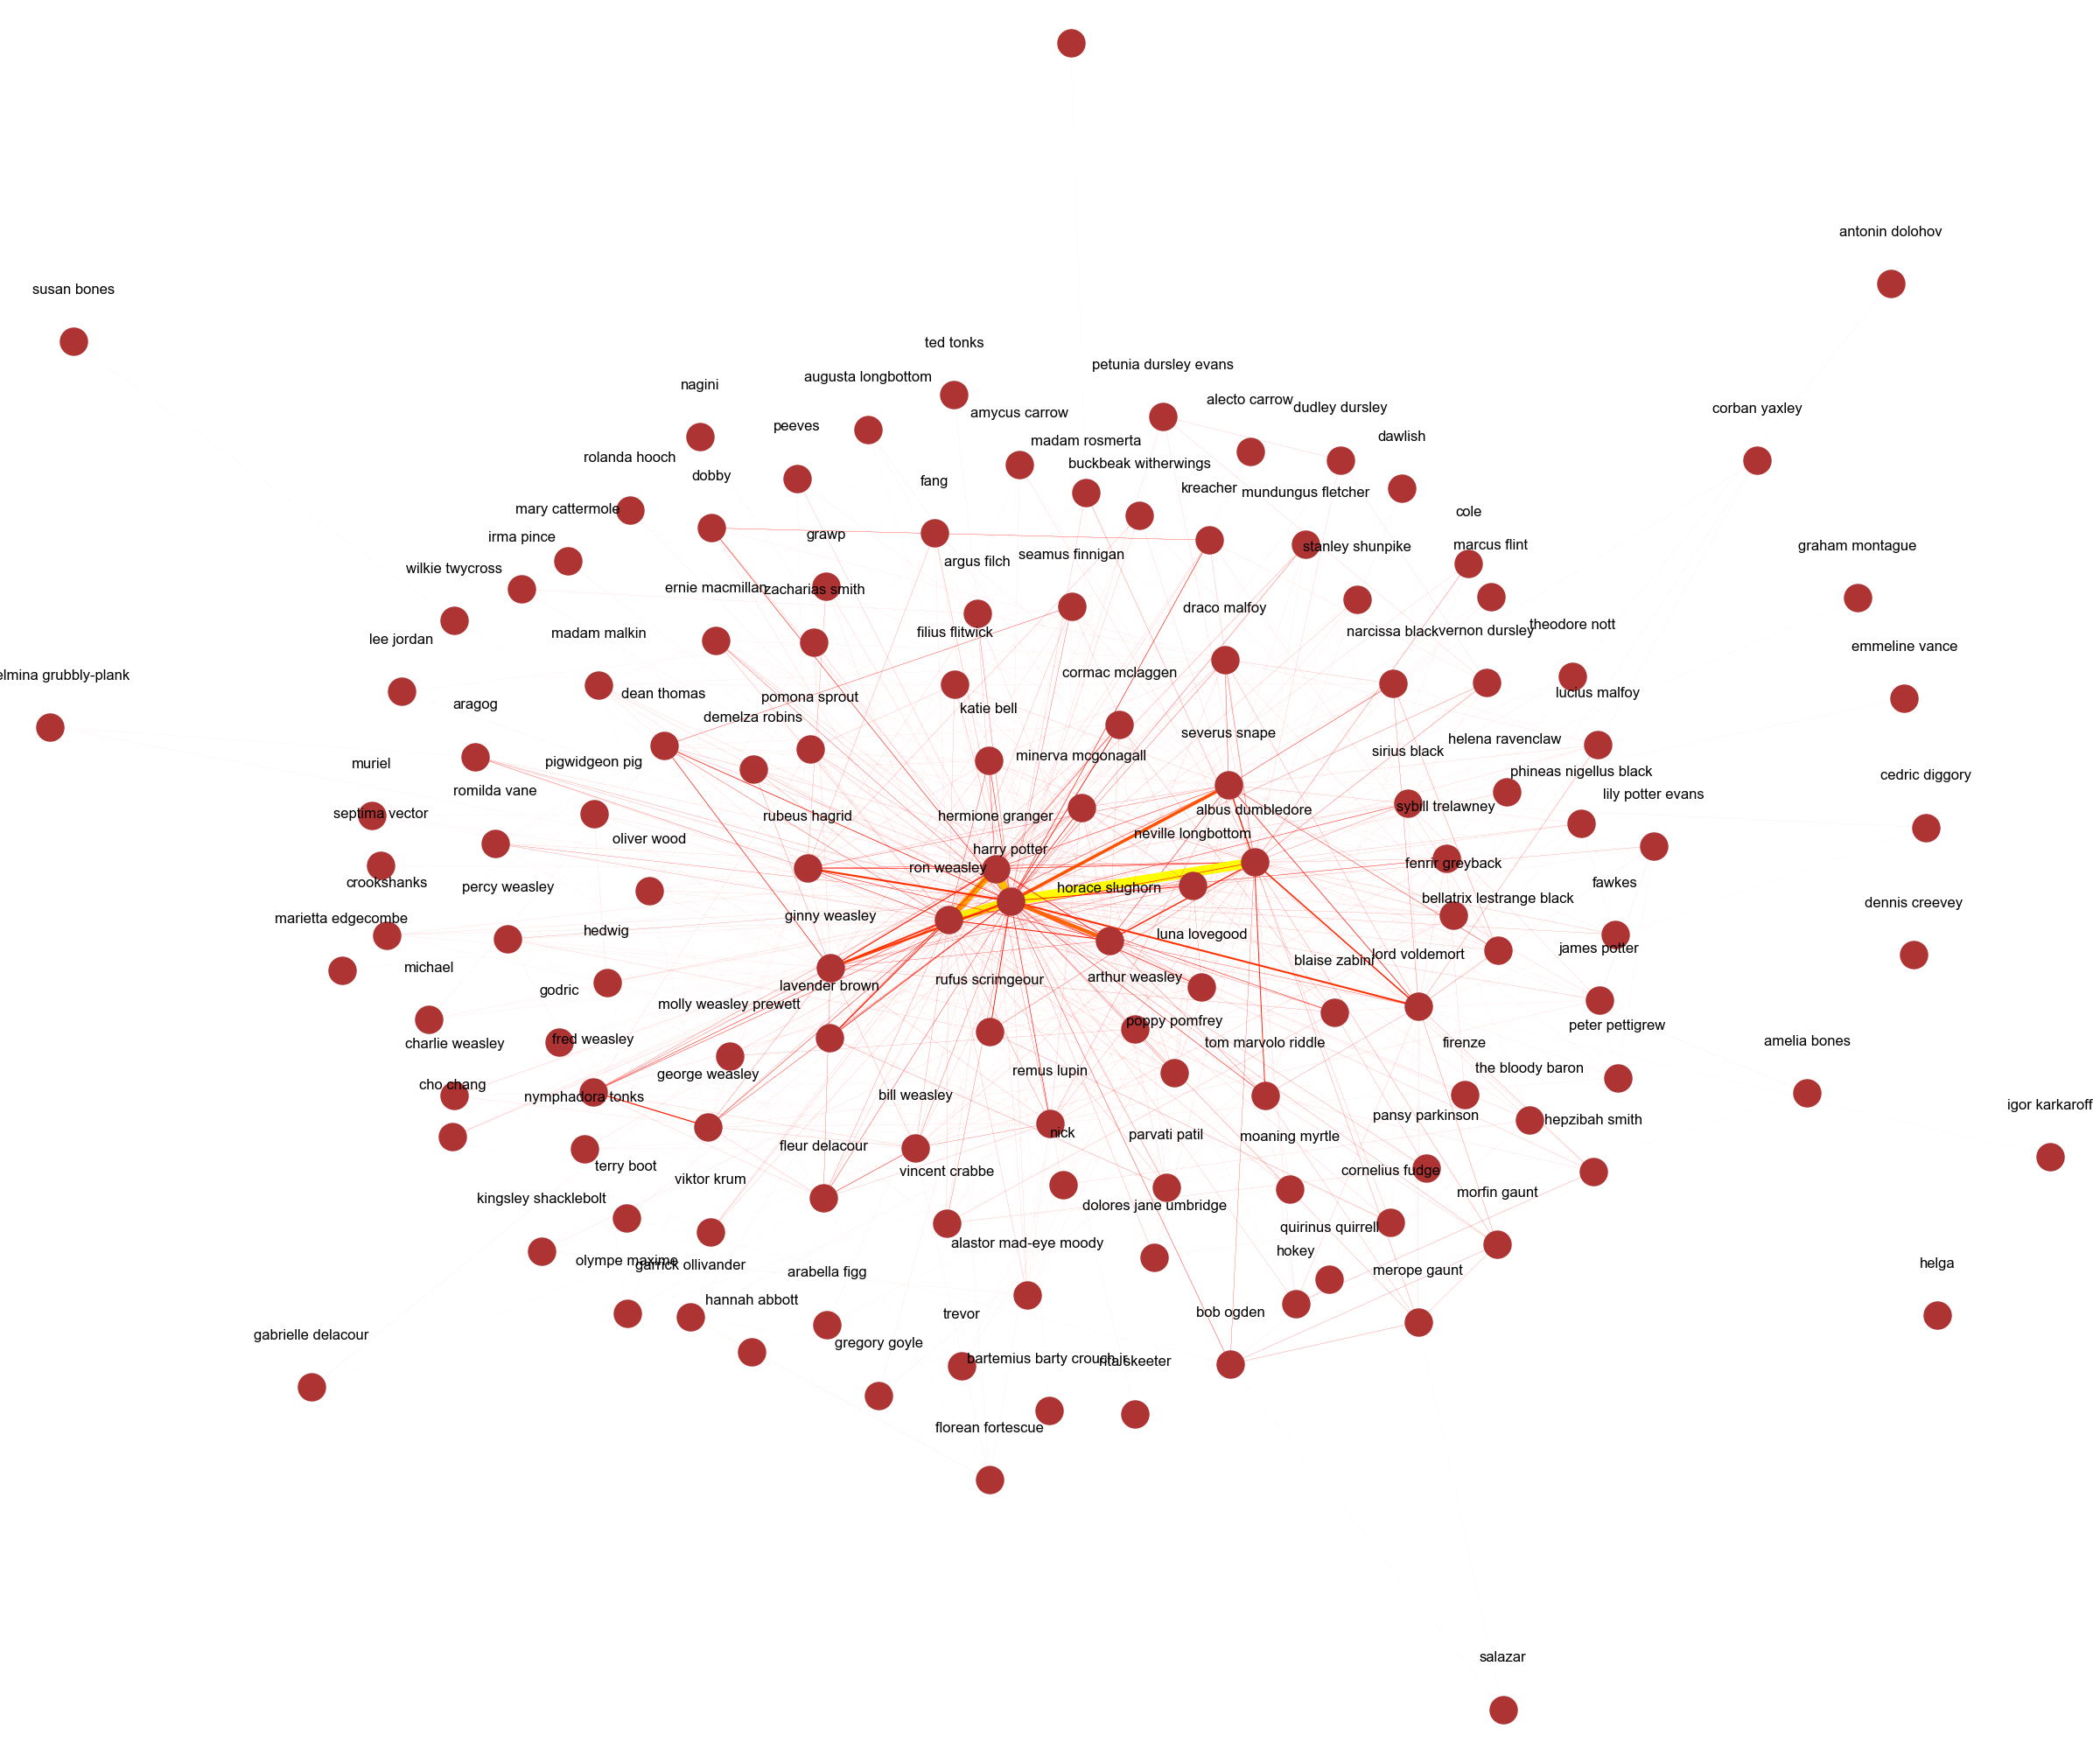 antonin dolohov
susan bones
ted tonks
petunia dursley evans
augusta longbottom
nagini
alecto carrow
dudley dursley
corban yaxley
amycus carrow
peeves
dawlish
madam rosmerta
rolanda hooch
buckbeak witherwings
dobby
fang
kreacher
mundungus fletcher
mary cattermole
cole
grawp
irma pince
marcus flint
graham montague
stanley shunpike
seamus finnigan
argus filch
wilkie twycross
ernie macmillan
zacharias smith
draco malfoy
theodore nott
narcissa black
vernon dursley
filius flitwick
madam malkin
lee jordan
emmeline vance
cormac mclaggen
elmina grubbly-plank
dean thomas
lucius malfoy
pomona sprout
aragog
katie bell
demelza robins
severus snape
helena ravenclaw
sirius black
minerva mcgonagall
pigwidgeon pig
muriel
phineas nigellus black
cedric diggory
romilda vane
lily potter evans
sybill trelawney
albus dumbledore
septima vector
rubeus hagrid
hermione granger
neville longbottom
oliver wood
harry potter
fenrir greyback
ron weasley
crookshanks
fawkes
percy weasley
horace slughorn
bellatrix lestrange black
dennis creevey
marietta edgecombe
ginny weasley
hedwig
luna lovegood
james potter
lord voldemort
blaise zabini
michael
arthur weasley
rufus scrimgeour
lavender brown
godric
molly weasley prewett
poppy pomfrey
peter pettigrew
fred weasley
amelia bones
charlie weasley
tom marvolo riddle
firenze
the bloody baron
remus lupin
george weasley
cho chang
bill weasley
nymphadora tonks
igor karkaroff
pansy parkinson
hepzibah smith
nick
parvati patil
moaning myrtle
fleur delacour
terry boot
vincent crabbe
cornelius fudge
viktor krum
morfin gaunt
kingsley shacklebolt
dolores jane umbridge
quirinus quirrell
alastor mad-eye moody
hokey
olympe maxime
garrick ollivander
helga
merope gaunt
arabella figg
hannah abbott
bob ogden
trevor
gabrielle delacour
gregory goyle
bartemius barty crouch jr
rita skeeter
florean fortescue
salazar